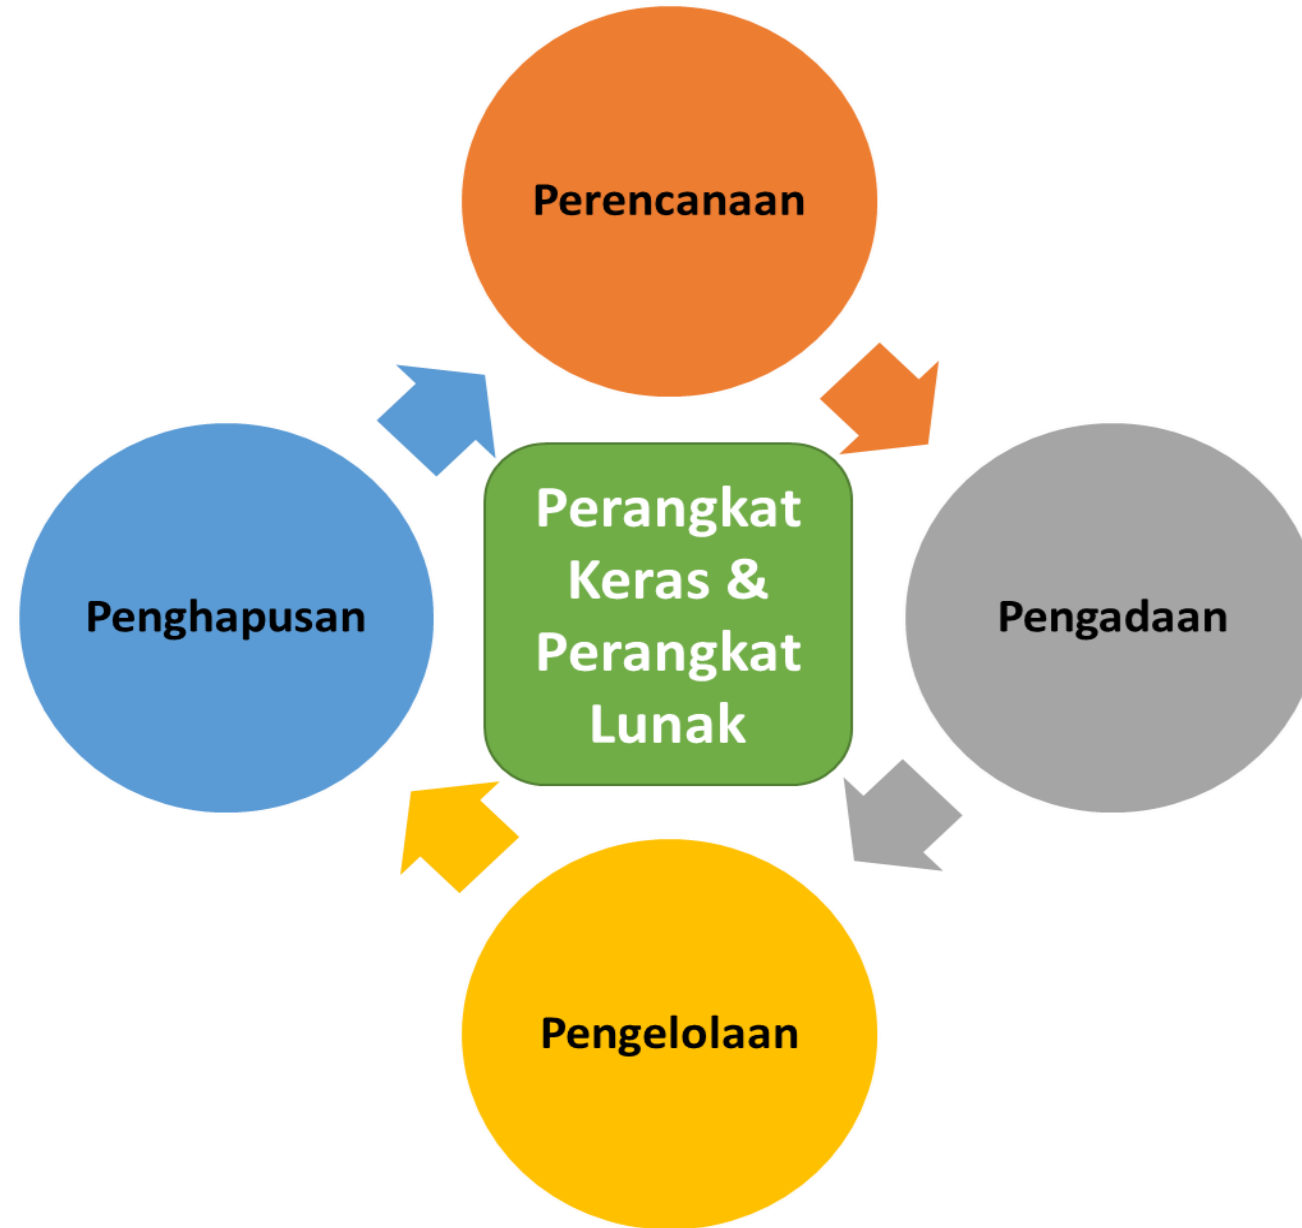 Perencanaan
Penghapusan
Perangkat
Keras &
Perangkat
Lunak
Pengadaan
Pengelolaan